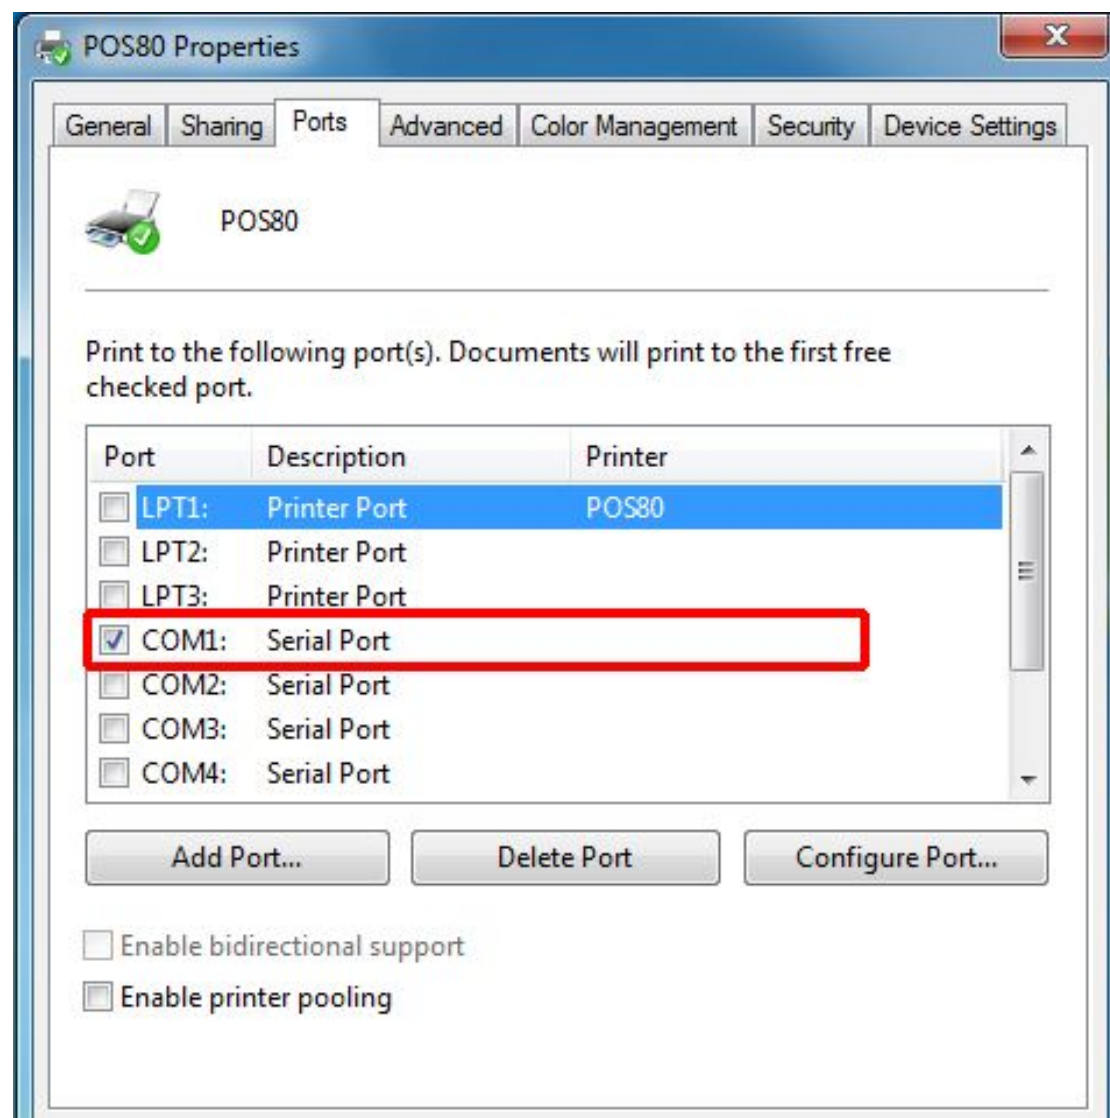 POS80 Properties
General Sharing Ports Advanced Color Management Security Device Settings
POS80
Print to the following port(s). Documents will print to the first free
checked port.
Port Description Printer
LPT1: Printer Port POS80
LPT2: Printer Port
LPT3: Printer Port
COM1: Serial Port
COM2: Serial Port
COM3: Serial Port
COM4: Serial Port
Add Port... Delete Port Configure Port...
Enable bidirectional support
Enable printer pooling